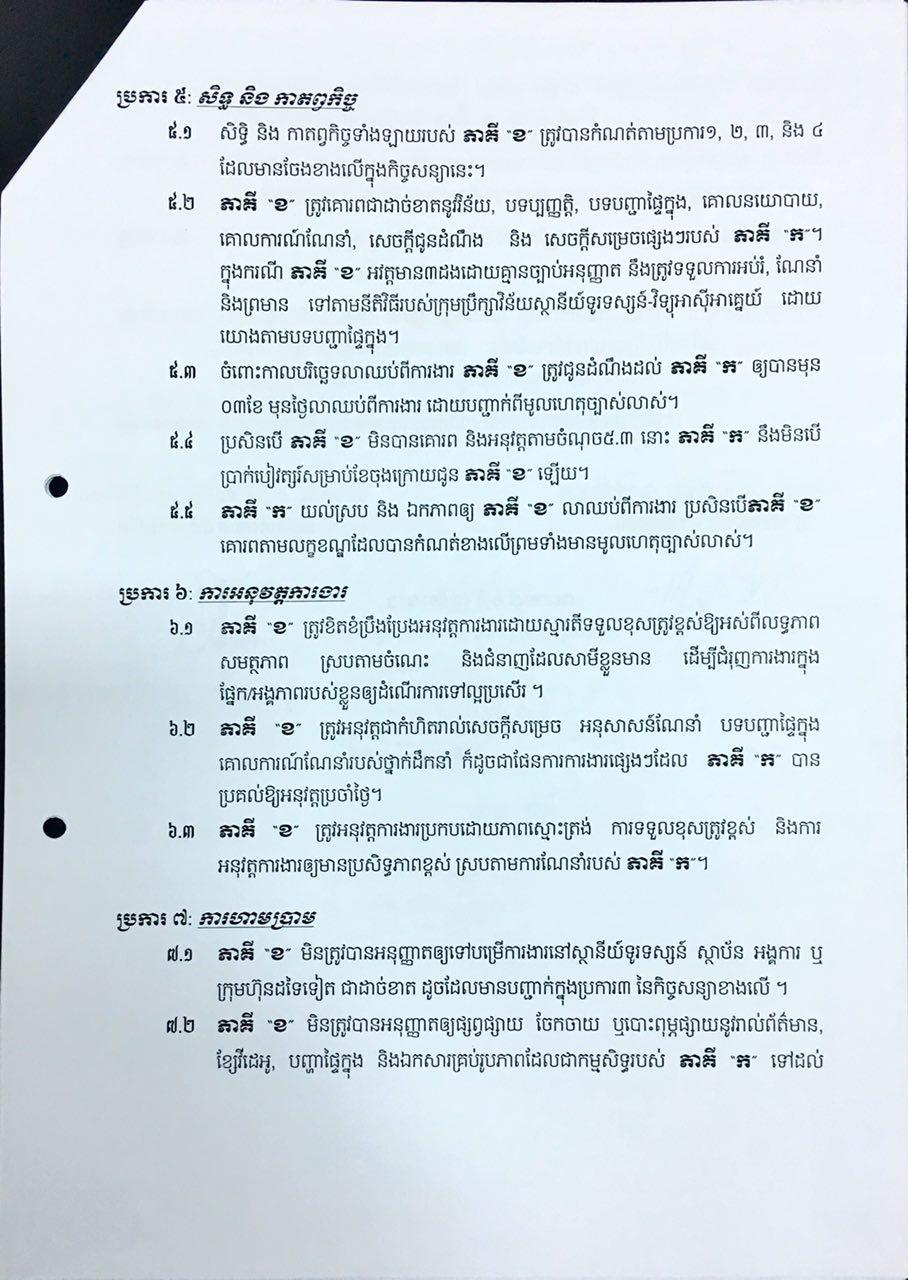 ប្រការ ៥: សិទ្ធ និង កាតព្វកិច្ច
៥.១ សិទ្ធិ និង កាតព្វកិច្ចទាំងឡាយរបស់ ភាគី “ខ” ត្រូវបានកំណត់តាមប្រការ១, ២, ៣, និង ៤
ដែលមានចែងខាងលើក្នុងកិច្ចសន្យានេះ។
៥.២ ភាគី “ខ” ត្រូវគោរពជាដាច់ខាតនូវវិន័យ, បទប្បញ្ញត្តិ, បទបញ្ជាផ្ទៃក្នុង, គោលនយោបាយ,
គោលការណ៍ណែនាំ, សេចក្តីជូនដំណឹង និង សេចក្តីសម្រេចផ្សេងៗរបស់ ភាគី “ក”។
ក្នុងករណី ភាគី “ខ” អវត្តមាន៣ដងដោយគ្មានច្បាប់អនុញ្ញាត នឹងត្រូវទទួលការអប់រំ, ណែនាំ
និងព្រមាន ទៅតាមនីតិវិធីរបស់ក្រុមប្រឹក្សាវិន័យស្ថានីយ៍ទូរទស្សន៍-វិទ្យុអាស៊ីអាគ្នេយ៍ ដោយ
យោងតាមបទបញ្ជាផ្ទៃក្នុង។
៥.៣ ចំពោះកាលបរិច្ឆេទលាឈប់ពីការងារ ភាគី “ខ” ត្រូវជូនដំណឹងដល់ ភាគី “ក” ឲ្យបានមុន
០៣ខែ មុនថ្ងៃលាឈប់ពីការងារ ដោយបញ្ជាក់ពីមូលហេតុច្បាស់លាស់។
៥.៤ ប្រសិនបើ ភាគី “ខ” មិនបានគោរព និងអនុវត្តតាមចំណុច៥.៣ នោះ ភាគី “ក” នឹងមិនបើ
ប្រាក់បៀវត្សរ៍សម្រាប់ខែចុងក្រោយជូន ភាគី “ខ” ឡើយ។
៥.៥ ភាគី “ក” យល់ស្រប និង ឯកភាពឲ្យ ភាគី “ខ” លាឈប់ពីការងារ ប្រសិនបើភាគី “ខ”
គោរពតាមលក្ខខណ្ឌដែលបានកំណត់ខាងលើព្រមទាំងមានមូលហេតុច្បាស់លាស់។
ប្រការ ៦: ការអនុវត្តការងារ
៦.១ ភាគី “ខ” ត្រូវខិតខំប្រឹងប្រែងអនុវត្តការងារដោយស្មារតីទទួលខុសត្រូវខ្ពស់ឱ្យអស់ពីលទ្ធភាព
សមត្ថភាព ស្របតាមចំណេះ និងជំនាញដែលសាមីខ្លួនមាន ដើម្បីជំរុញការងារក្នុង
ផ្នែក/អង្គភាពរបស់ខ្លួនឲ្យដំណើរការទៅល្អប្រសើរ ។
៦.២ ភាគី “ខ” ត្រូវអនុវត្តជាកំហិតរាល់សេចក្តីសម្រេច អនុសាសន៍ណែនាំ បទបញ្ជាផ្ទៃក្នុង
គោលការណ៍ណែនាំរបស់ថ្នាក់ដឹកនាំ ក៏ដូចជាផែនការការងារផ្សេងៗដែល ភាគី “ក” បាន
ប្រគល់ឱ្យអនុវត្តប្រចាំថ្ងៃ។
៦.៣ ភាគី “ខ” ត្រូវអនុវត្តការងារប្រកបដោយភាពស្មោះត្រង់ ការទទួលខុសត្រូវខ្ពស់ និងការ
អនុវត្តការងារឲ្យមានប្រសិទ្ធភាពខ្ពស់ ស្របតាមការណែនាំរបស់ ភាគី “ក”។
ប្រការ ៧: ការហាមប្រាម
៧.១ ភាគី “ខ” មិនត្រូវបានអនុញ្ញាតឲ្យទៅបម្រើការងារនៅស្ថានីយ៍ទូរទស្សន៍ ស្ថាប័ន អង្គការ ឬ
ក្រុមហ៊ុនដទៃទៀត ជាដាច់ខាត ដូចដែលមានបញ្ជាក់ក្នុងប្រការ៣ នៃកិច្ចសន្យាខាងលើ ។
៧.២ ភាគី “ខ” មិនត្រូវបានអនុញ្ញាតឲ្យផ្សព្វផ្សាយ ចែកចាយ ឬបោះពុម្ភផ្សាយនូវរាល់ព័ត៌មាន,
ខ្សែវីដេអូ, បញ្ហាផ្ទៃក្នុង និងឯកសារគ្រប់រូបភាពដែលជាកម្មសិទ្ធរបស់ ភាគី “ក” ទៅដល់